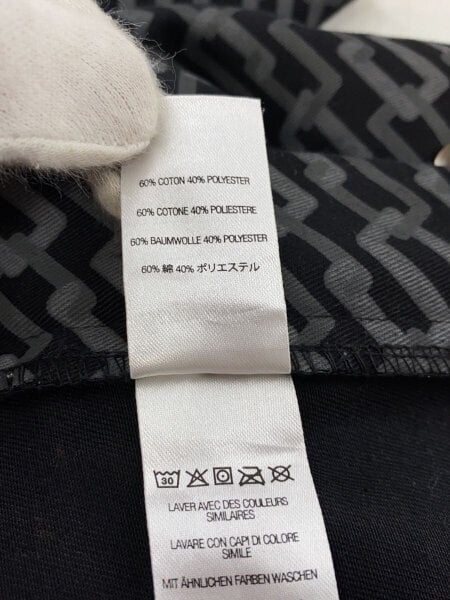 60% COTON 40% POLYESTER
60% COTONE 40% POLIESTERE
60% BAUMWOLLE 40% POLYESTER
60% 綿 40% ポリエステル
30
LAVER AVEC DES COULEURS
SIMILAIRES
LAVARE CON CAPI DI COLORE
SIMILE
MIT ÄHNLICHEN FARBEN WASCHEN